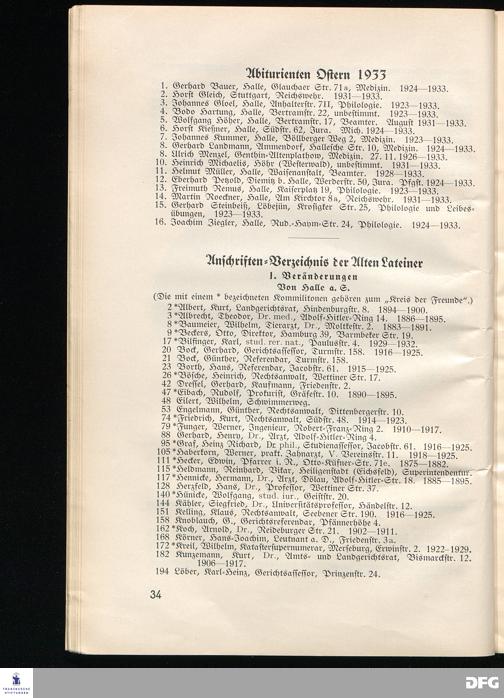 Abiturienten Ostern 1933
1. Gerhard Bauer, Halle, Glauchaer Str. 71a, Medizin. 1924—1933.
2. Horst Gleich, Stuttgart, Reichswehr. 1931—1933.
3. Johannes Gloel, Halle, Anhalterstr. 7II, Philologie. 1923—1933.
4. Bodo Hartung, Halle, Bertramstr. 22, unbestimmt. 1923—1933.
5. Wolfgang Höher, Halle, Bertramstr. 17, Beamter. August 1931—1933.
6. Horst Kießner, Halle, Südstr. 62, Jura. Mich. 1924—1933.
7. Johannes Kummer, Halle, Böllberger Weg 2, Medizin. 1923—1933.
8. Gerhard Landmann, Ammendorf, Hallesche Str. 10, Medizin. 1924—1933.
8. Ulrich Menzel, Genthin-Altenplathow, Medizin. 27. 11. 1926—1933.
10. Heinrich Michaelis, Höhr (Westerwald), unbestimmt. 1931—1933.
11. Helmut Müller, Halle, Waisenanstalt, Beamter. 1928—1933.
12. Eberhard Petzold, Diemitz b. Halle, Werderstr. 50, Jura. Pfgst. 1924—1933.
13. Freimuth Remus, Halle, Kaiserplatz 19, Philologie. 1923—1933.
14. Martin Roeckner, Halle, Am Kirchtor 8a, Reichswehr. 1931—1933.
15. Gerhard Steinbeiß, Löbejün, Krosigker Str. 25, Philologie und Leibes-
übungen, 1923—1933.
16. Joachim Ziegler, Halle, Rud.-Haym-Str. 24, Philologie. 1924—1933.
Anschriften-Verzeichnis der Alten Lateiner
I. Veränderungen
Von Halle a. S.
(Die mit einem * bezeichneten Kommilitonen gehören zum „Kreis der Freunde“.)
2 *Albert, Kurt, Landgerichtsrat, Hindenburgstr. 8. 1894—1900.
3 *Albrecht, Theodor, Dr. med., Adolf-Hitler-Ring 14. 1886—1895.
8 *Baumeier, Wilhelm, Tierarzt, Dr., Moltkestr. 2. 1883—1891.
9 *Beckers, Otto, Direktor, Hamburg 39, Barmbeker Str. 19.
17 *Bilfinger, Karl, stud. rer. nat., Paulusstr. 4. 1929—1932.
20 Bock, Gerhard, Gerichtsassessor, Turmstr. 158. 1916—1925.
21 Bock, Günther, Referendar, Turmstr. 158.
23 Borth, Hans, Referendar, Jacobstr. 61. 1915—1925.
26 *Bösche, Heinrich, Rechtsanwalt, Wettiner Str. 17.
42 Dressel, Gerhard, Kaufmann, Friedenstr. 2.
47 *Eibach, Rudolf, Prokurist, Gräfestr. 10. 1890—1895.
48 Eilert, Wilhelm, Schwimmerweg.
53 Engelmann, Günther, Rechtsanwalt, Dittenbergerstr. 10.
74 *Friedrich, Kurt, Rechtsanwalt, Südstr. 48. 1914—1923.
79 *Funger, Werner, Ingenieur, Robert-Franz-Ring 2. 1910—1917.
88 Gerhard, Henry, Dr., Arzt, Adolf-Hitler-Ring 4.
95 *Graf, Heinz Richard, Dr. phil., Studienassessor, Jacobstr. 61. 1916—1925.
105 *Haberkorn, Werner, prakt. Zahnarzt, V. Vereinsstr. 11. 1918—1925.
111 *Hecker, Edwin, Pfarrer i. R., Otto-Küfner-Str. 71e. 1875—1882.
115 *Heldmann, Reinhard, Vikar, Heiligenstadt (Eichsfeld), Superintendentur.
117 *Hennicke, Hermann, Dr., Arzt, Dölau, Adolf-Hitler-Str. 18. 1885—1895.
128 Herzfeld, Hans, Dr., Professor, Wettiner Str. 37.
140 *Hünicke, Wolfgang, stud. iur., Geiststr. 20.
144 Kähler, Siegfried, Dr., Universitätsprofessor, Händelstr. 12.
151 Kelling, Klaus, Rechtsanwalt, Seebener Str. 190. 1916—1925.
158 Knoblauch, G., Gerichtsreferendar, Pfännerhöhe 4.
162 *Koch, Arnold, Dr., Reideburger Str. 21. 1902—1911.
168 Körner, Hans-Joachim, Leutnant a. D., Friedenstr. 3a.
172 *Kreil, Wilhelm, Katastersupernumerar, Merseburg, Erwinstr. 2. 1922—1929.
182 Kunzemann, Kurt, Dr., Amts- und Landgerichtsrat, Bismarckstr. 12.
1906—1917.
194 Löber, Karl-Heinz, Gerichtsassessor, Prinzenstr. 24.
34
FRANCKESCHE STIFTUNGEN
DFG